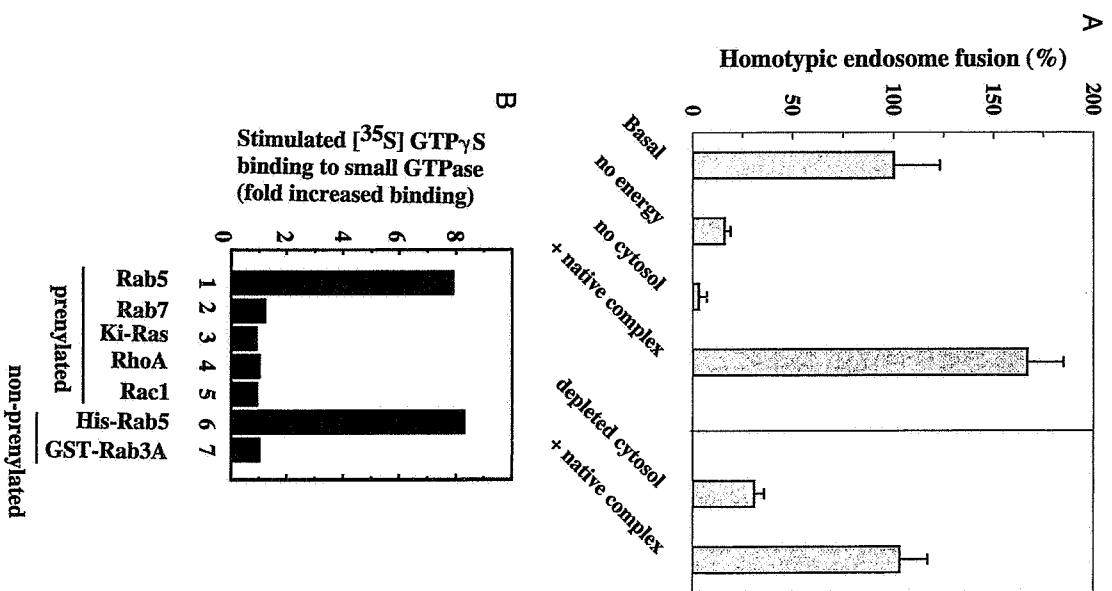 A
Homotypic endosome fusion (%)
200
150
100
50
0
Basal
no energy
no cytosol
+ native complex
depleted cytosol
+ native complex
B
Stimulated [35S] GTPγS
binding to small GTPase
(fold increased binding)
8
6
4
2
0
1 2 3 4 5 6 7
Rab5
Rab7
Ki-Ras
RhoA
Rac1
His-Rab5
GST-Rab3A
prenylated
non-prenylated